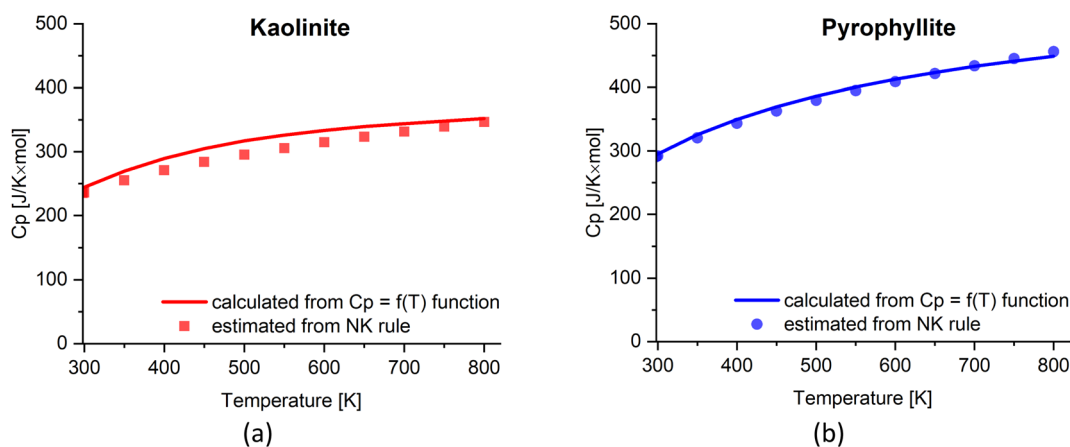 Kaolinite
500
400
300
200
100
0
Cp [J/K×mol]
calculated from Cp = f(T) function
estimated from NK rule
300 400 500 600 700 800
Temperature [K]
(a)
Pyrophyllite
500
400
300
200
100
0
Cp [J/K×mol]
calculated from Cp = f(T) function
estimated from NK rule
300 400 500 600 700 800
Temperature [K]
(b)